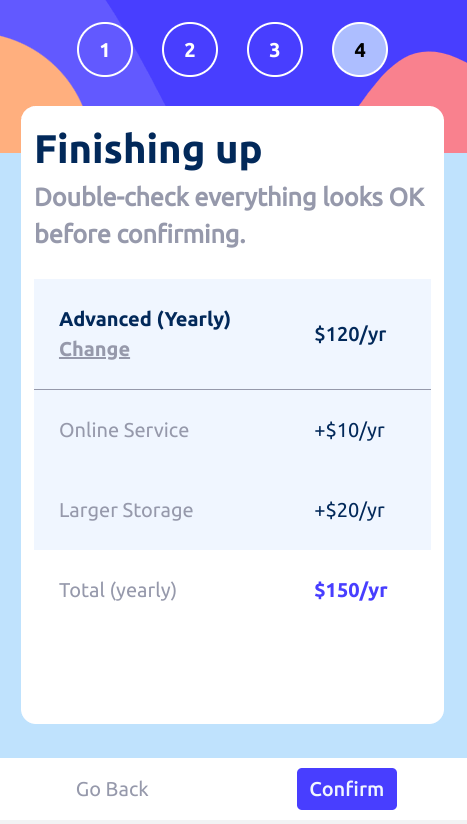 1 2 3 4
Finishing up
Double-check everything looks OK
before confirming.
Advanced (Yearly) $120/yr
Change
Online Service +$10/yr
Larger Storage +$20/yr
Total (yearly) $150/yr
Go Back Confirm